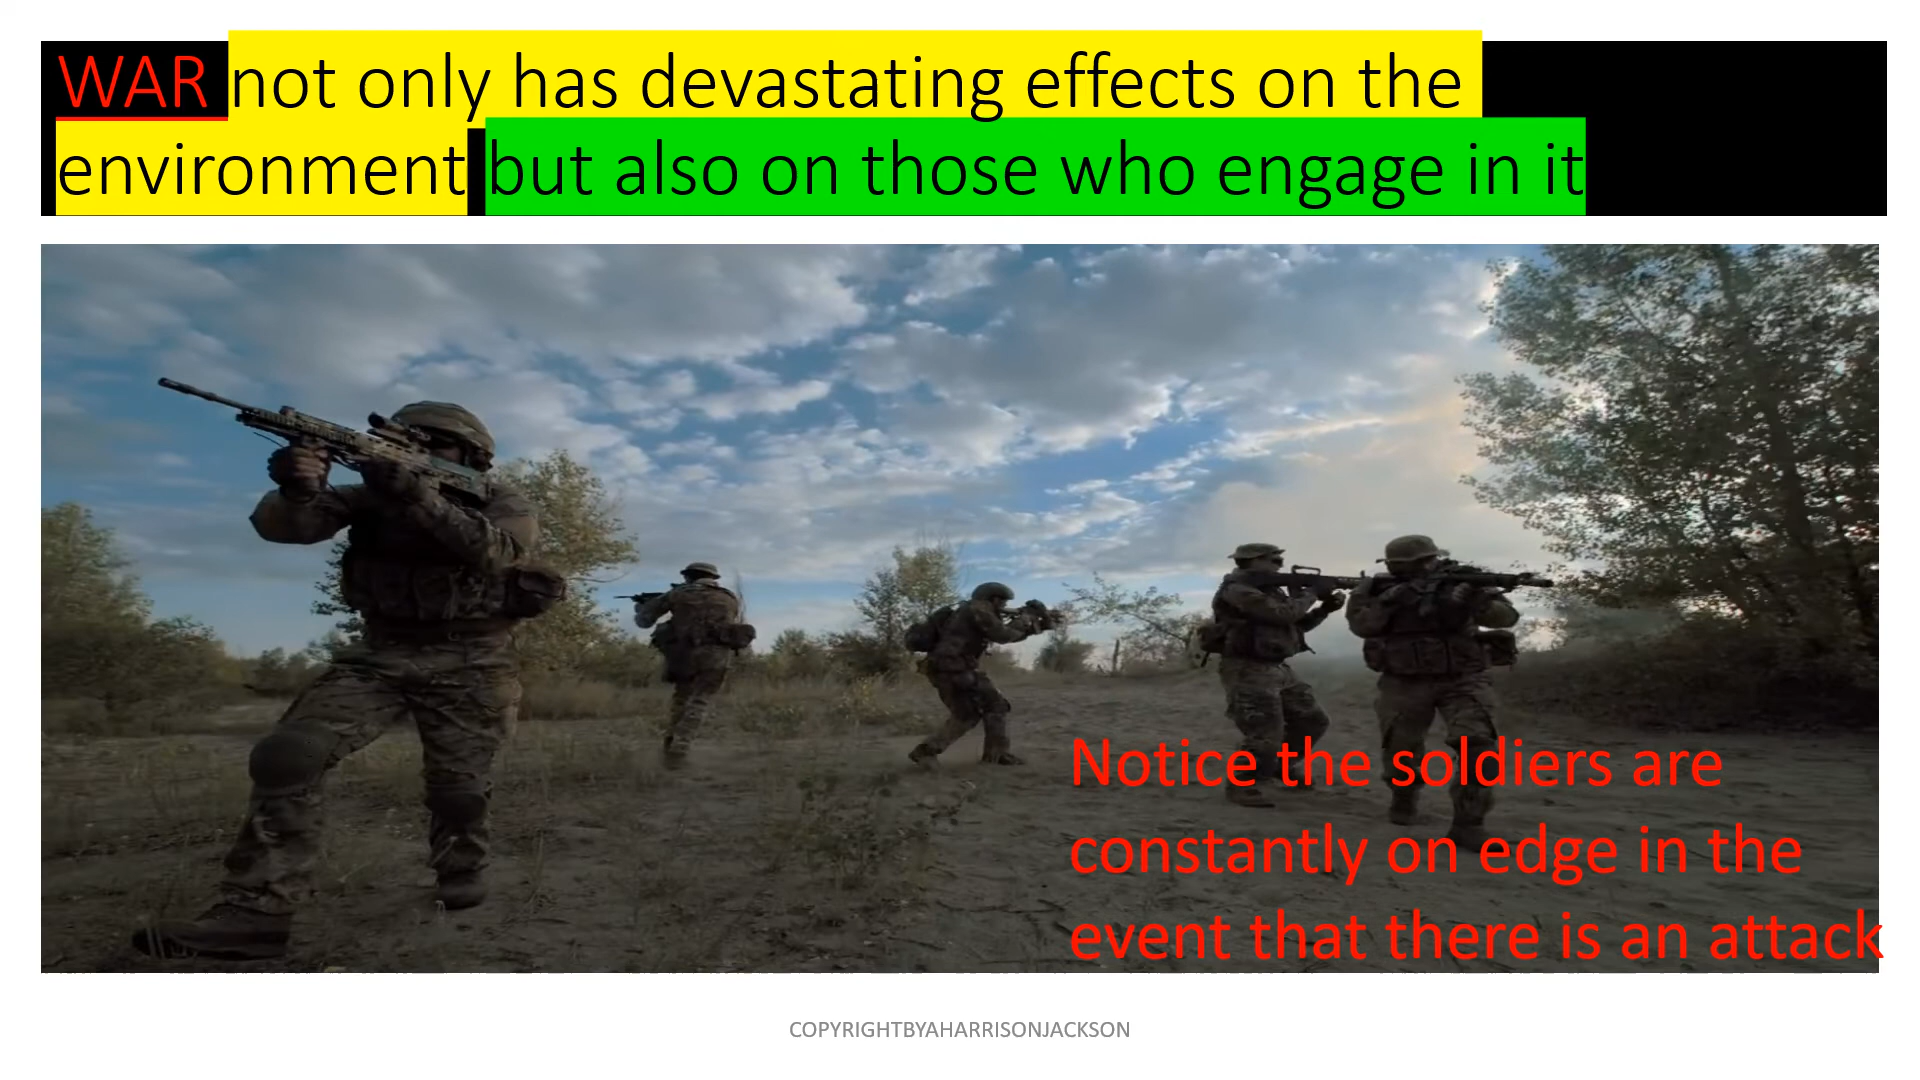 WAR not only has devastating effects on the
environment but also on those who engage in it
Notice the soldiers are
constantly on edge in the
event that there is an attack
COPYRIGHTBYAHARRISONJACKSON